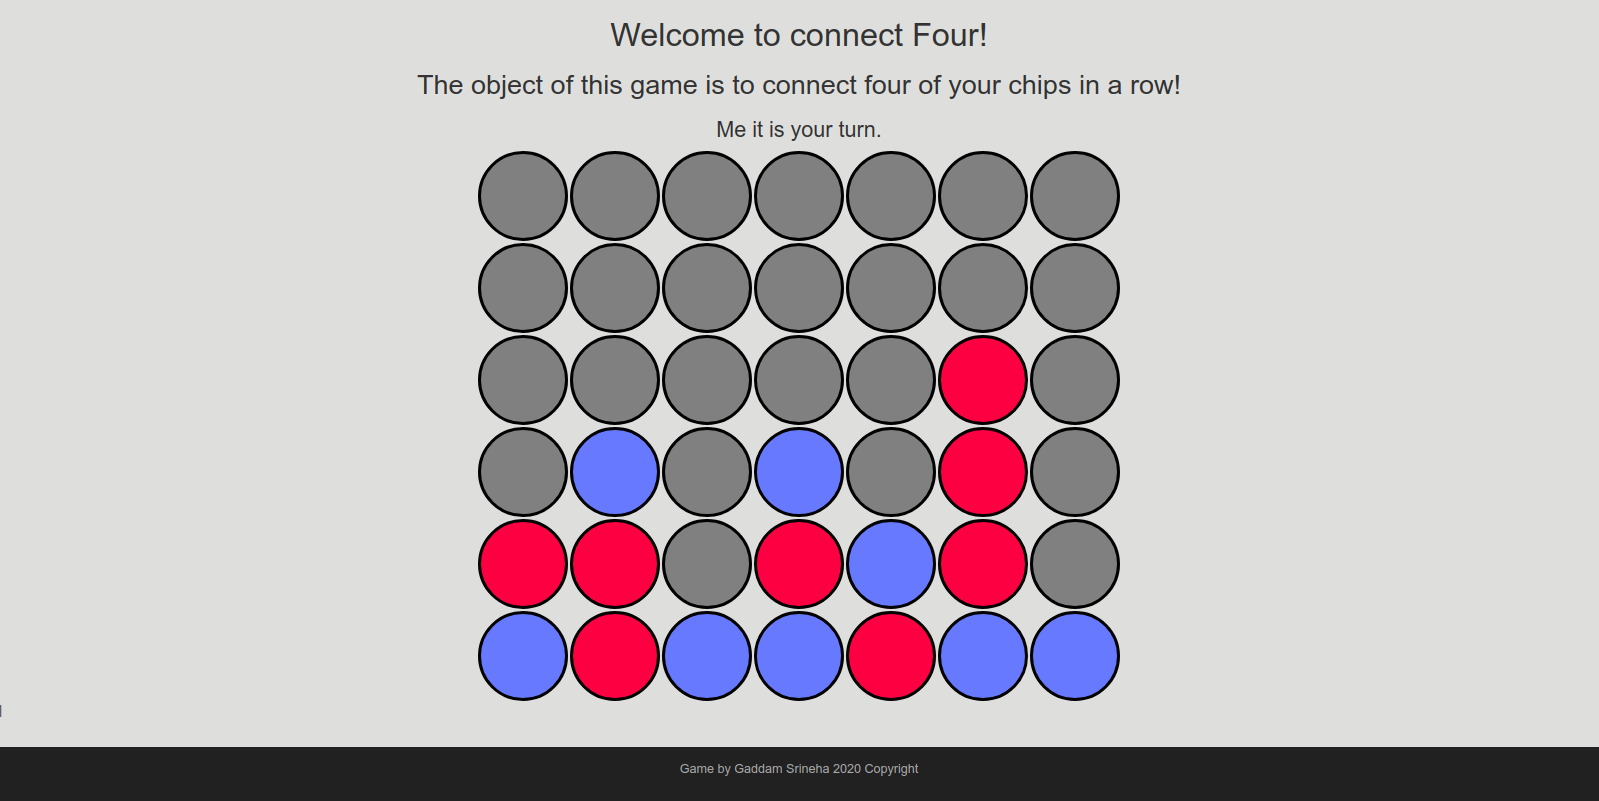 Welcome to connect Four!
The object of this game is to connect four of your chips in a row!
Me it is your turn.
Game by Gaddam Srineha 2020 Copyright